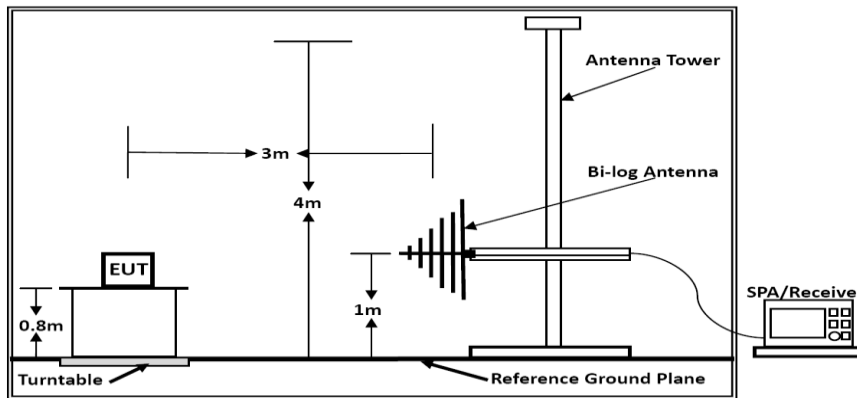 Antenna Tower
3m
Bi-log Antenna
4m
EUT
SPA/Receive
1m
0.8m
Turntable
Reference Ground Plane